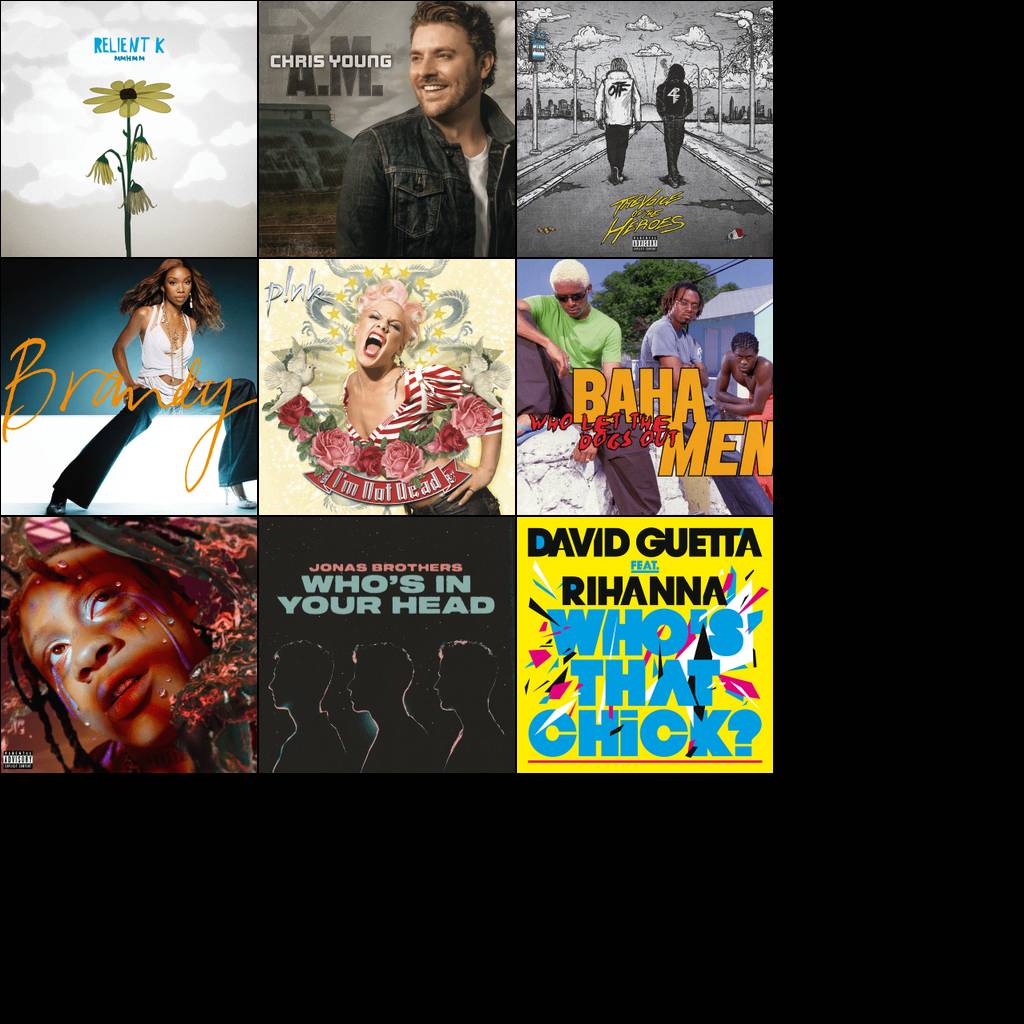 RELIENT K
MMHMM
CHRIS YOUNG
A.M.
OTF
4
THE VOICE
OF THE
HEROES
PARENTAL
ADVISORY
EXPLICIT CONTENT
Brandy
p!nk
I'm Not Dead
BAHA
MEN
WHO LET THE
DOGS OUT
PARENTAL
ADVISORY
EXPLICIT CONTENT
JONAS BROTHERS
WHO'S IN
YOUR HEAD
DAVID GUETTA
FEAT.
RIHANNA
WHO'S
THAT
CHICK?